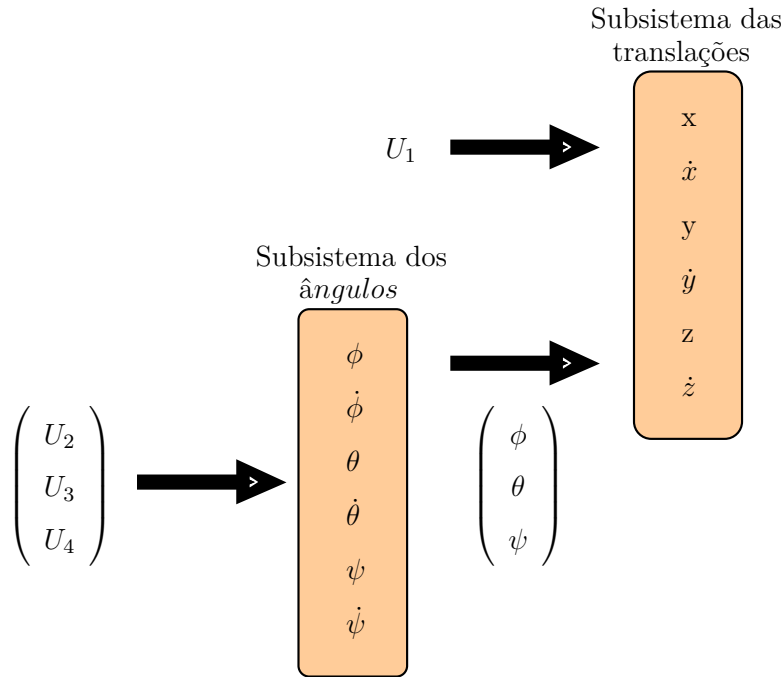 Subsistema das
translações
x
ẋ
y
ẏ
z
ż
U₁
Subsistema dos
ângulos
ϕ
ϕ̇
θ
θ̇
ψ
ψ̇
U₂
U₃
U₄
ϕ
θ
ψ